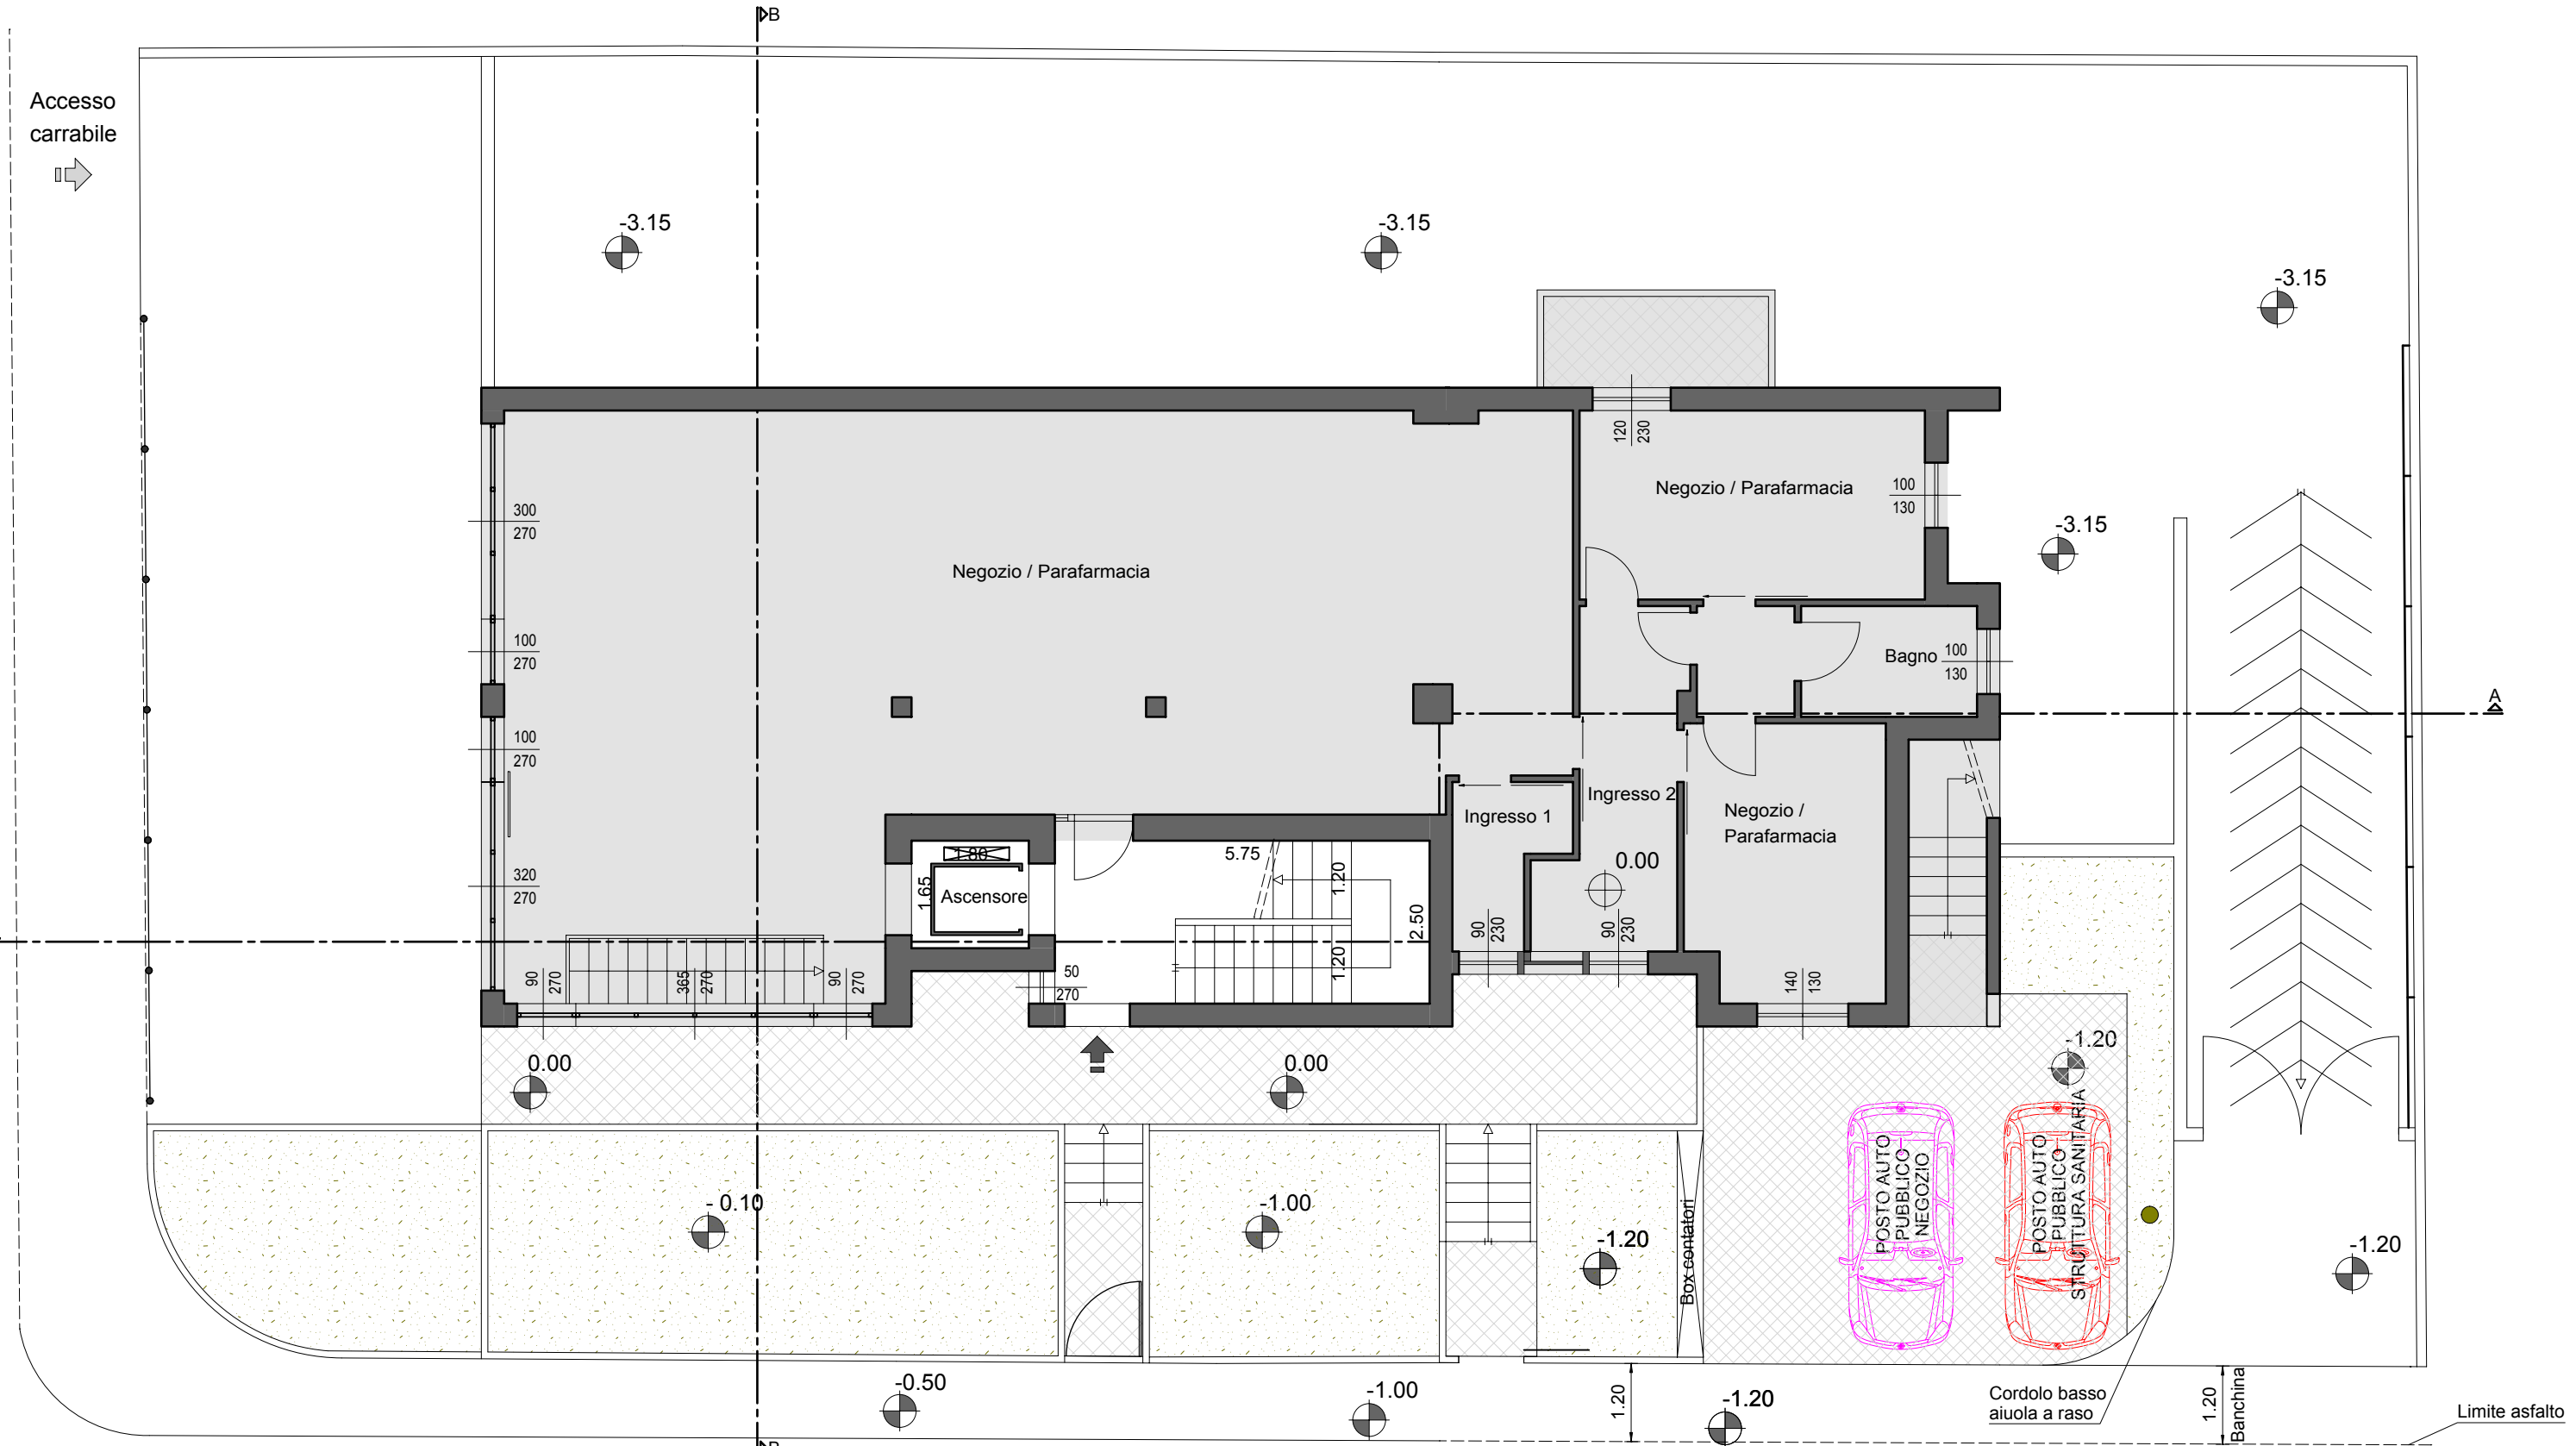 B
Accesso
carrabile
-3.15
-3.15
-3.15
120
230
Negozio / Parafarmacia
100
130
300
270
-3.15
Negozio / Parafarmacia
100
270
Bagno
100
130
A
100
270
Ingresso 2
Ingresso 1
Negozio /
Parafarmacia
1.80
5.75
0.00
320
270
1.65
Ascensore
1.20
2.50
90
230
90
230
90
270
365
270
90
270
50
270
1.20
140
130
0.00
0.00
-1.20
- 0.10
-1.00
-1.20
Box contatori
POSTO AUTO
PUBBLICO
NEGOZIO
POSTO AUTO
PUBBLICO
STRUTTURA SANITARIA
-1.20
-0.50
-1.00
1.20
-1.20
Cordolo basso
aiuola a raso
1.20
Banchina
Limite asfalto
B